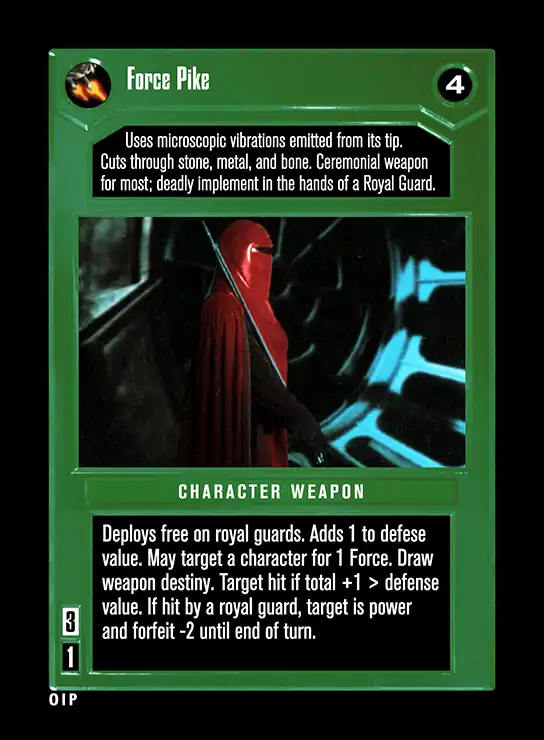 Force Pike
4
Uses microscopic vibrations emitted from its tip.
Cuts through stone, metal, and bone. Ceremonial weapon
for most; deadly implement in the hands of a Royal Guard.
CHARACTER WEAPON
Deploys free on royal guards. Adds 1 to defese
value. May target a character for 1 Force. Draw
weapon destiny. Target hit if total +1 > defense
value. If hit by a royal guard, target is power
and forfeit -2 until end of turn.
3
1
OIP